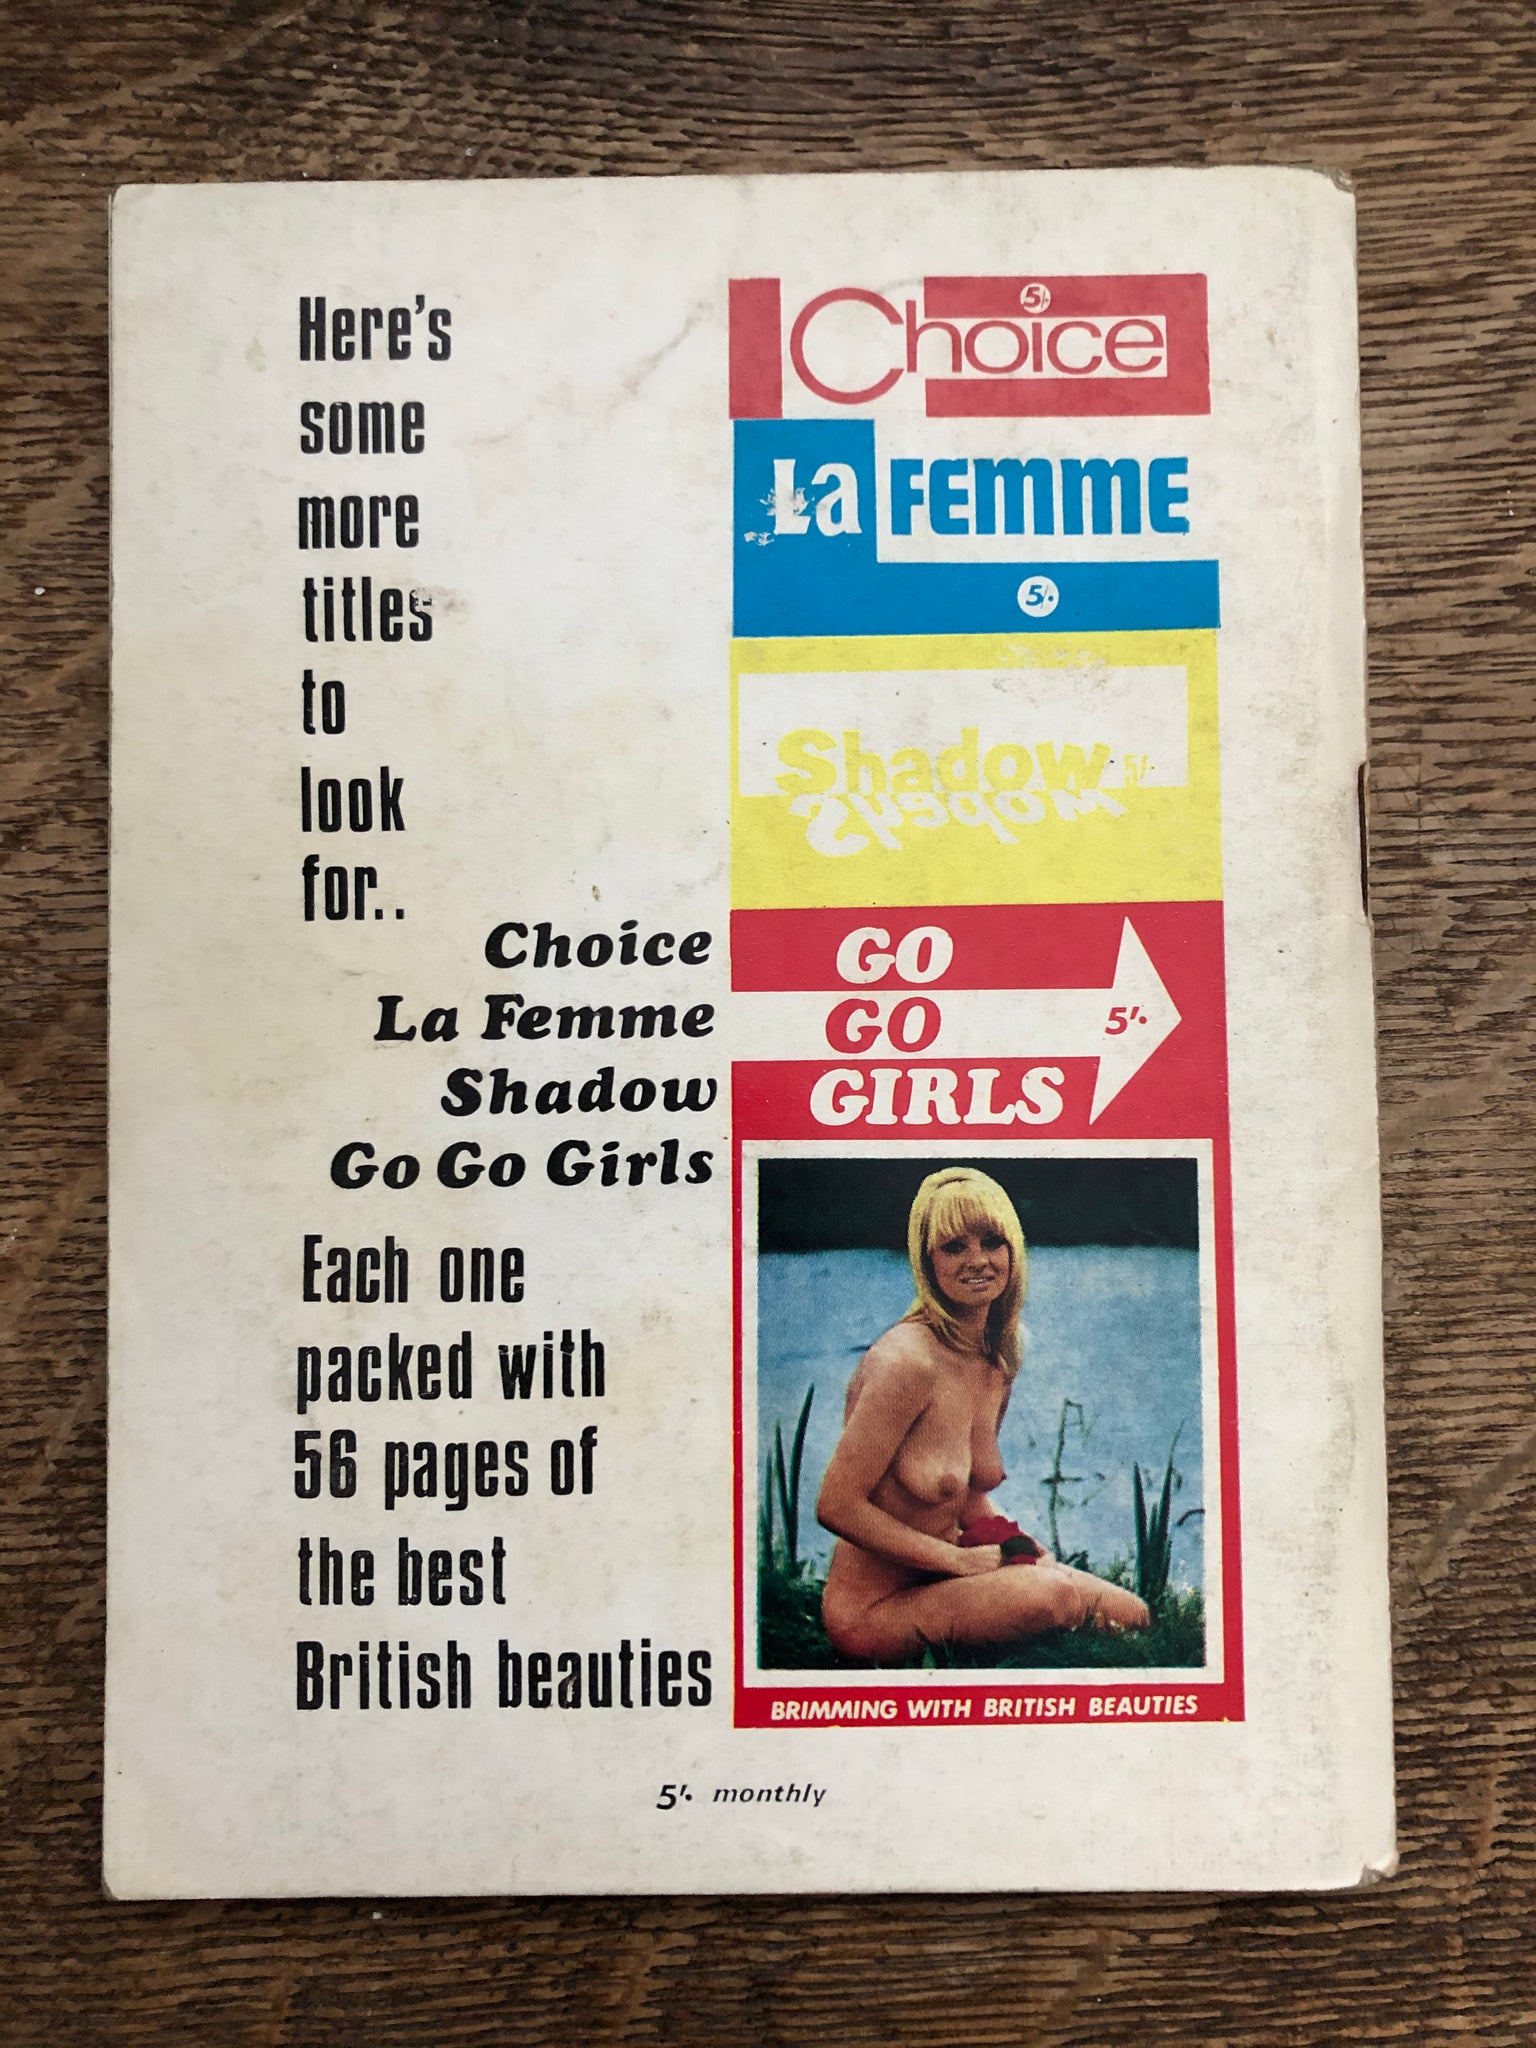 Here's
some
more
titles
to
look
for..
Choice
La Femme
Shadow
Go Go Girls
Each one
packed with
56 pages of
the best
British beauties
5/-
Choice
La FEMME
5/-
Shadow 5/-
Shadow
GO
GO 5/-
GIRLS
BRIMMING WITH BRITISH BEAUTIES
5/- monthly